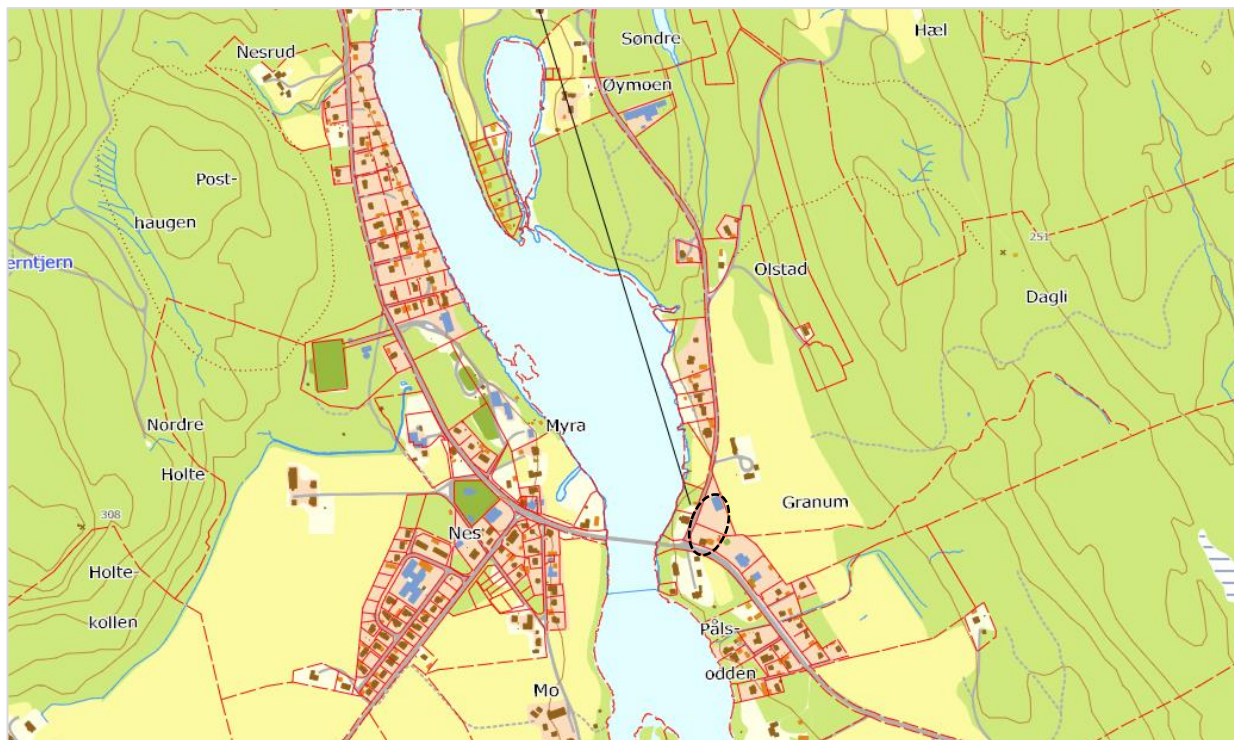 Nesrud
Søndre
Hæl
Øymoen
Post-
haugen
erntjern
251
Olstad
Dagli
Nordre
Myra
Holte
Granum
308
Nes
Holte-
kollen
Påls-
odden
Mo